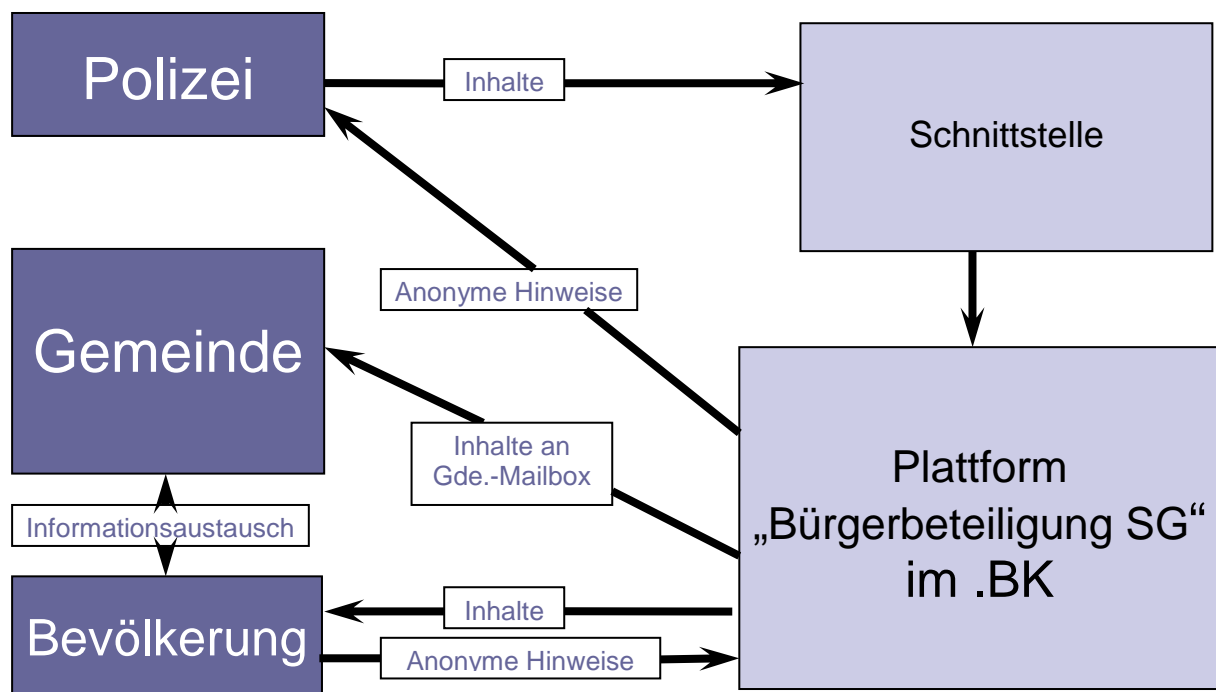 Polizei
Inhalte
Schnittstelle
Anonyme Hinweise
Gemeinde
Inhalte an
Gde.-Mailbox
Informationsaustausch
Plattform
„Bürgerbeteiligung SG“
im .BK
Inhalte
Bevölkerung
Anonyme Hinweise